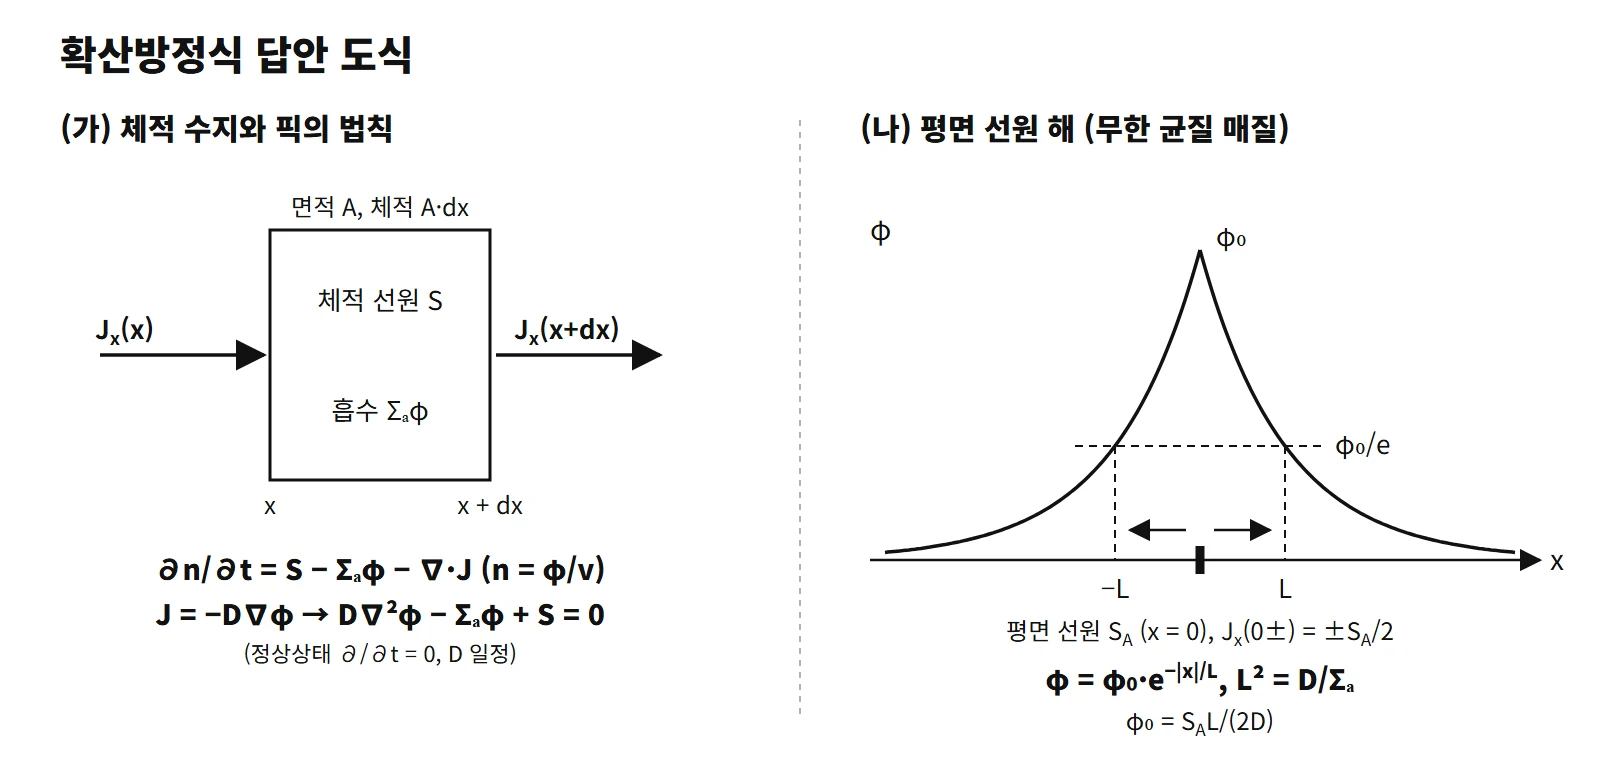 확산방정식 답안 도식
(가) 체적 수지와 픽의 법칙
면적 A, 체적 A·dx
체적 선원 S
Jₓ(x)
Jₓ(x+dx)
흡수 Σₐϕ
x
x + dx
∂n/∂t = S − Σₐϕ − ∇·J (n = ϕ/v)
J = −D∇ϕ → D∇²ϕ − Σₐϕ + S = 0
(정상상태 ∂/∂t = 0, D 일정)
(나) 평면 선원 해 (무한 균질 매질)
ϕ
ϕ₀
ϕ₀/e
x
−L
L
평면 선원 S_A (x = 0), Jₓ(0±) = ±S_A/2
ϕ = ϕ₀·e^−|x|/L, L² = D/Σₐ
ϕ₀ = S_AL/(2D)